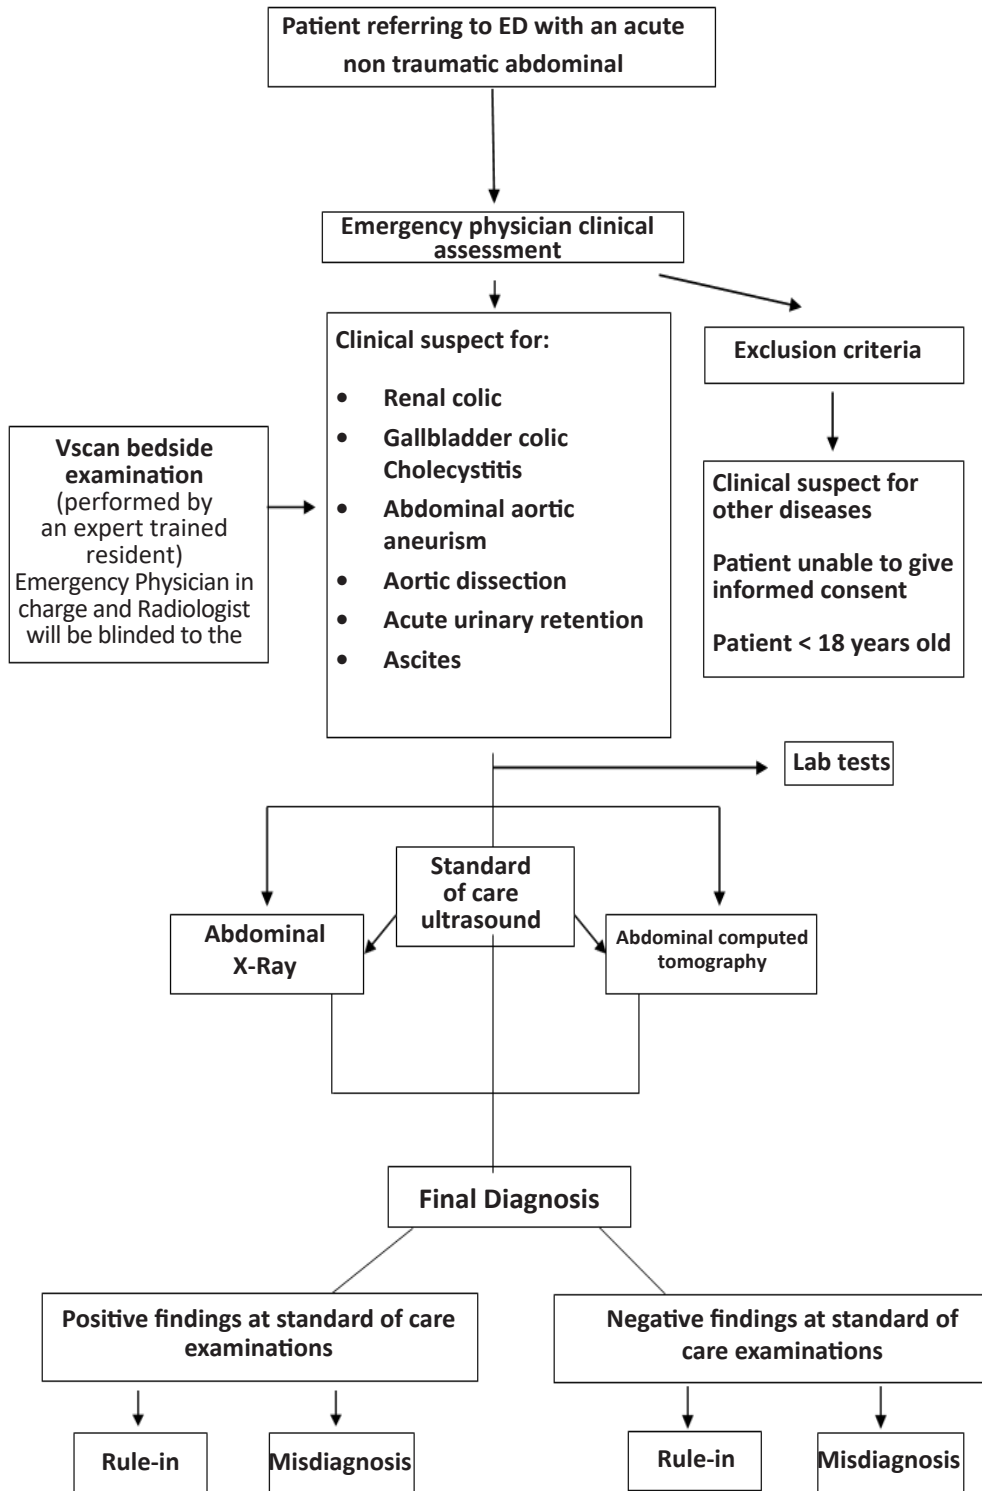 Patient referring to ED with an acute
non traumatic abdominal
Emergency physician clinical
assessment
Clinical suspect for:
• Renal colic
• Gallbladder colic
Cholecystitis
• Abdominal aortic
aneurism
• Aortic dissection
• Acute urinary retention
• Ascites
Exclusion criteria
Vscan bedside
examination
(performed by
an expert trained
resident)
Emergency Physician in
charge and Radiologist
will be blinded to the
Clinical suspect for
other diseases
Patient unable to give
informed consent
Patient < 18 years old
Lab tests
Standard
of care
ultrasound
Abdominal
X-Ray
Abdominal computed
tomography
Final Diagnosis
Positive findings at standard of care
examinations
Negative findings at standard of
care examinations
Rule-in
Misdiagnosis
Rule-in
Misdiagnosis